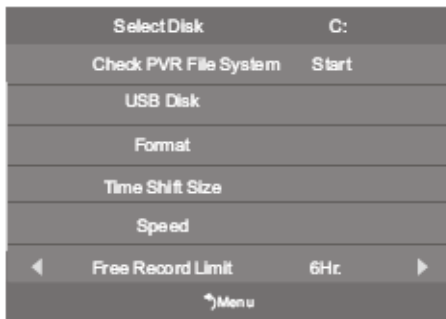 Select Disk C:
Check PVR File System Start
USB Disk
Format
Time Shift Size
Speed
Free Record Limit 6Hr.
Menu